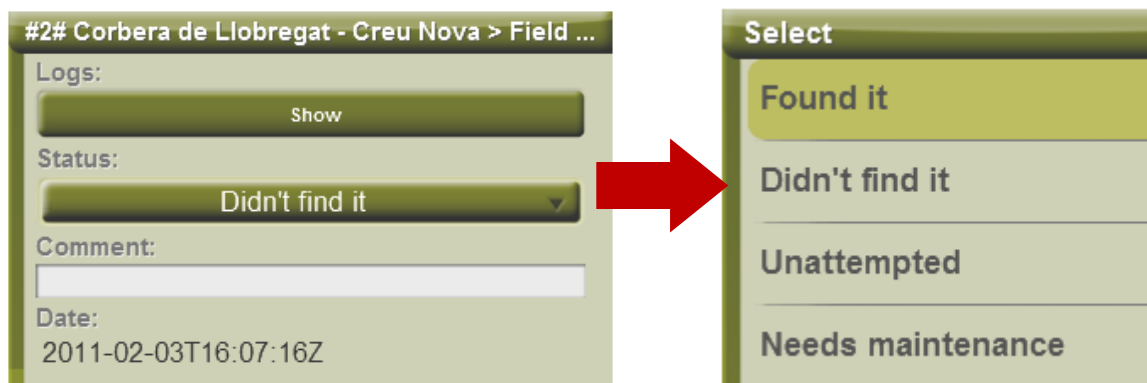 #2# Corbera de Llobregat - Creu Nova > Field ...
Logs:
Show
Status:
Didn't find it
Comment:
Date:
2011-02-03T16:07:16Z
Select
Found it
Didn't find it
Unattempted
Needs maintenance